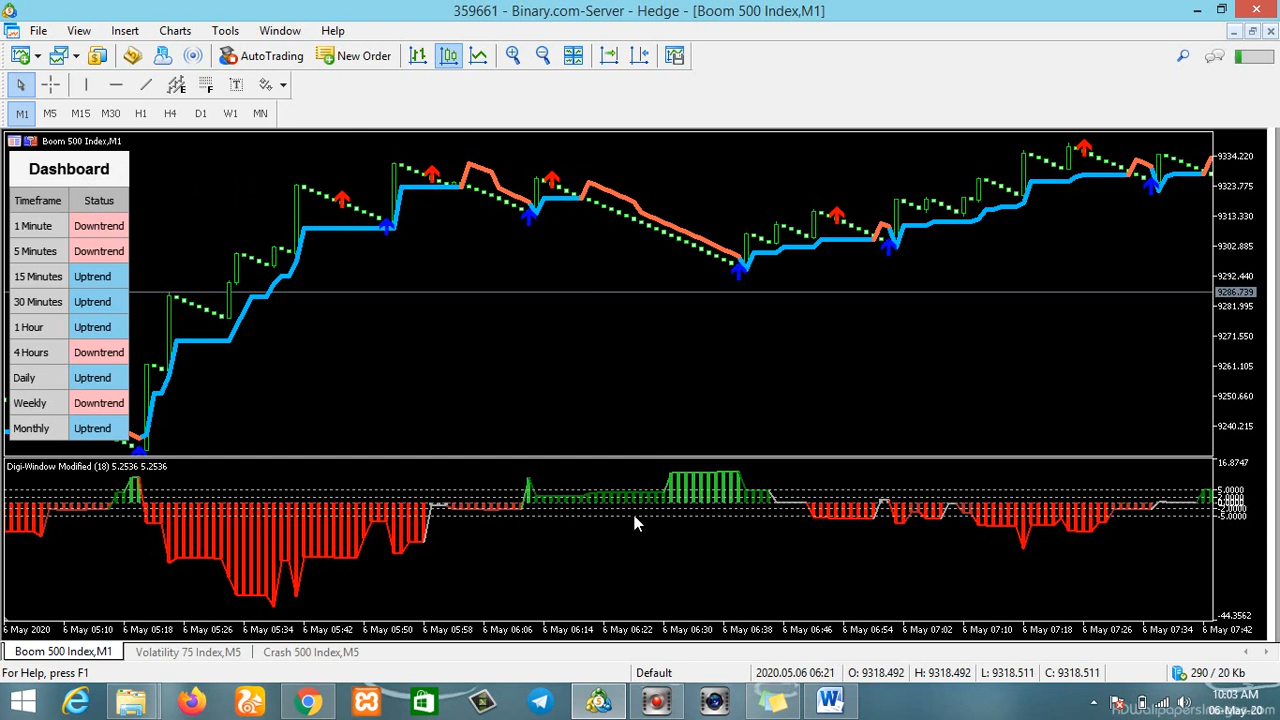 359661 - Binary.com-Server - Hedge - [Boom 500 Index,M1]
File View Insert Charts Tools Window Help
AutoTrading New Order
M1 M5 M15 M30 H1 H4 D1 W1 MN
Boom 500 Index,M1
Dashboard
Timeframe Status
1 Minute Downtrend
5 Minutes Downtrend
15 Minutes Uptrend
30 Minutes Uptrend
1 Hour Uptrend
4 Hours Downtrend
Daily Uptrend
Weekly Downtrend
Monthly Uptrend
9334.220
9323.775
9313.330
9302.885
9292.440
9286.739
9281.995
9271.550
9261.105
9250.660
9240.215
Digi-Window Modified (18) 5.2536 5.2536
16.8747
5.0000
-5.0000
-44.3562
6 May 2020 6 May 05:10 6 May 05:18 6 May 05:26 6 May 05:34 6 May 05:42 6 May 05:50 6 May 05:58 6 May 06:06 6 May 06:14 6 May 06:22 6 May 06:30 6 May 06:38 6 May 06:46 6 May 06:54 6 May 07:02 6 May 07:10 6 May 07:18 6 May 07:26 6 May 07:34 6 May 07:42
Boom 500 Index,M1 Volatility 75 Index,M5 Crash 500 Index,M5
For Help, press F1 Default 2020.05.06 06:21 O: 9318.492 H: 9318.492 L: 9318.511 C: 9318.511 290 / 20 Kb
10:03 AM
06-May-20